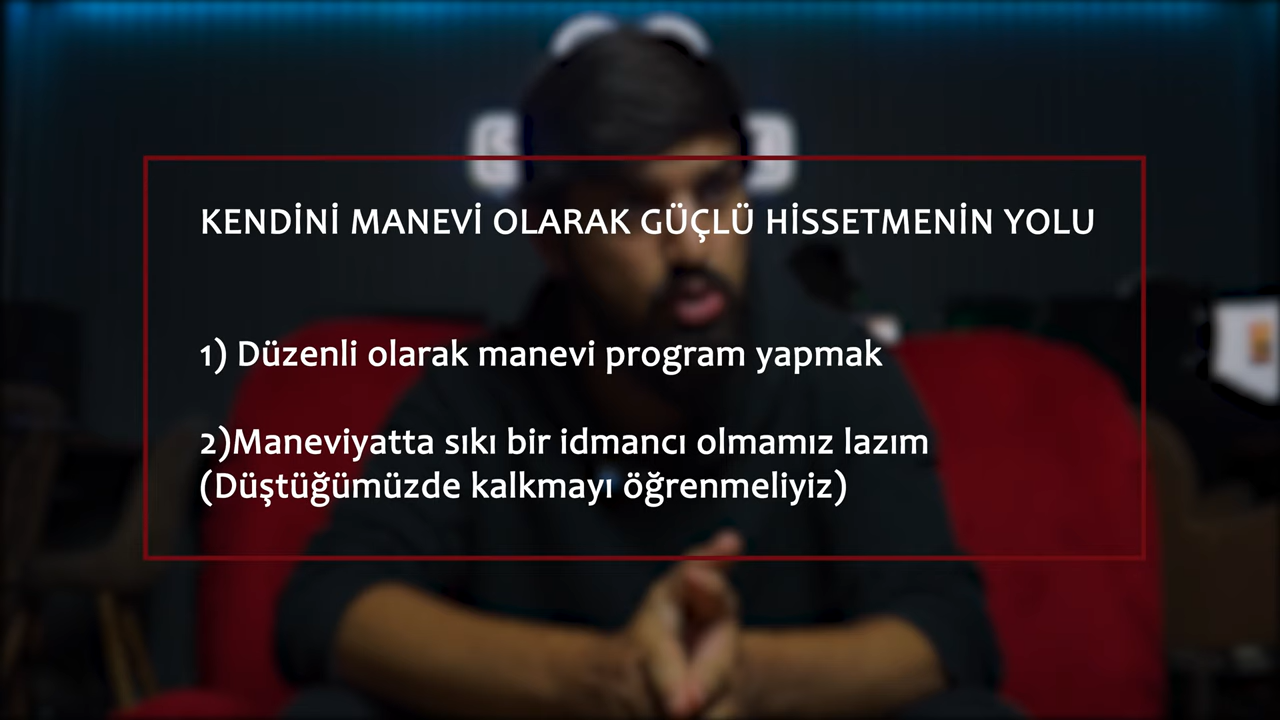 KENDİNİ MANEVİ OLARAK GÜÇLÜ HİSSETMENİN YOLU
1) Düzenli olarak manevi program yapmak
2)Maneviyatta sıkı bir idmancı olmamız lazım
(Düştüğümüzde kalkmayı öğrenmeliyiz)